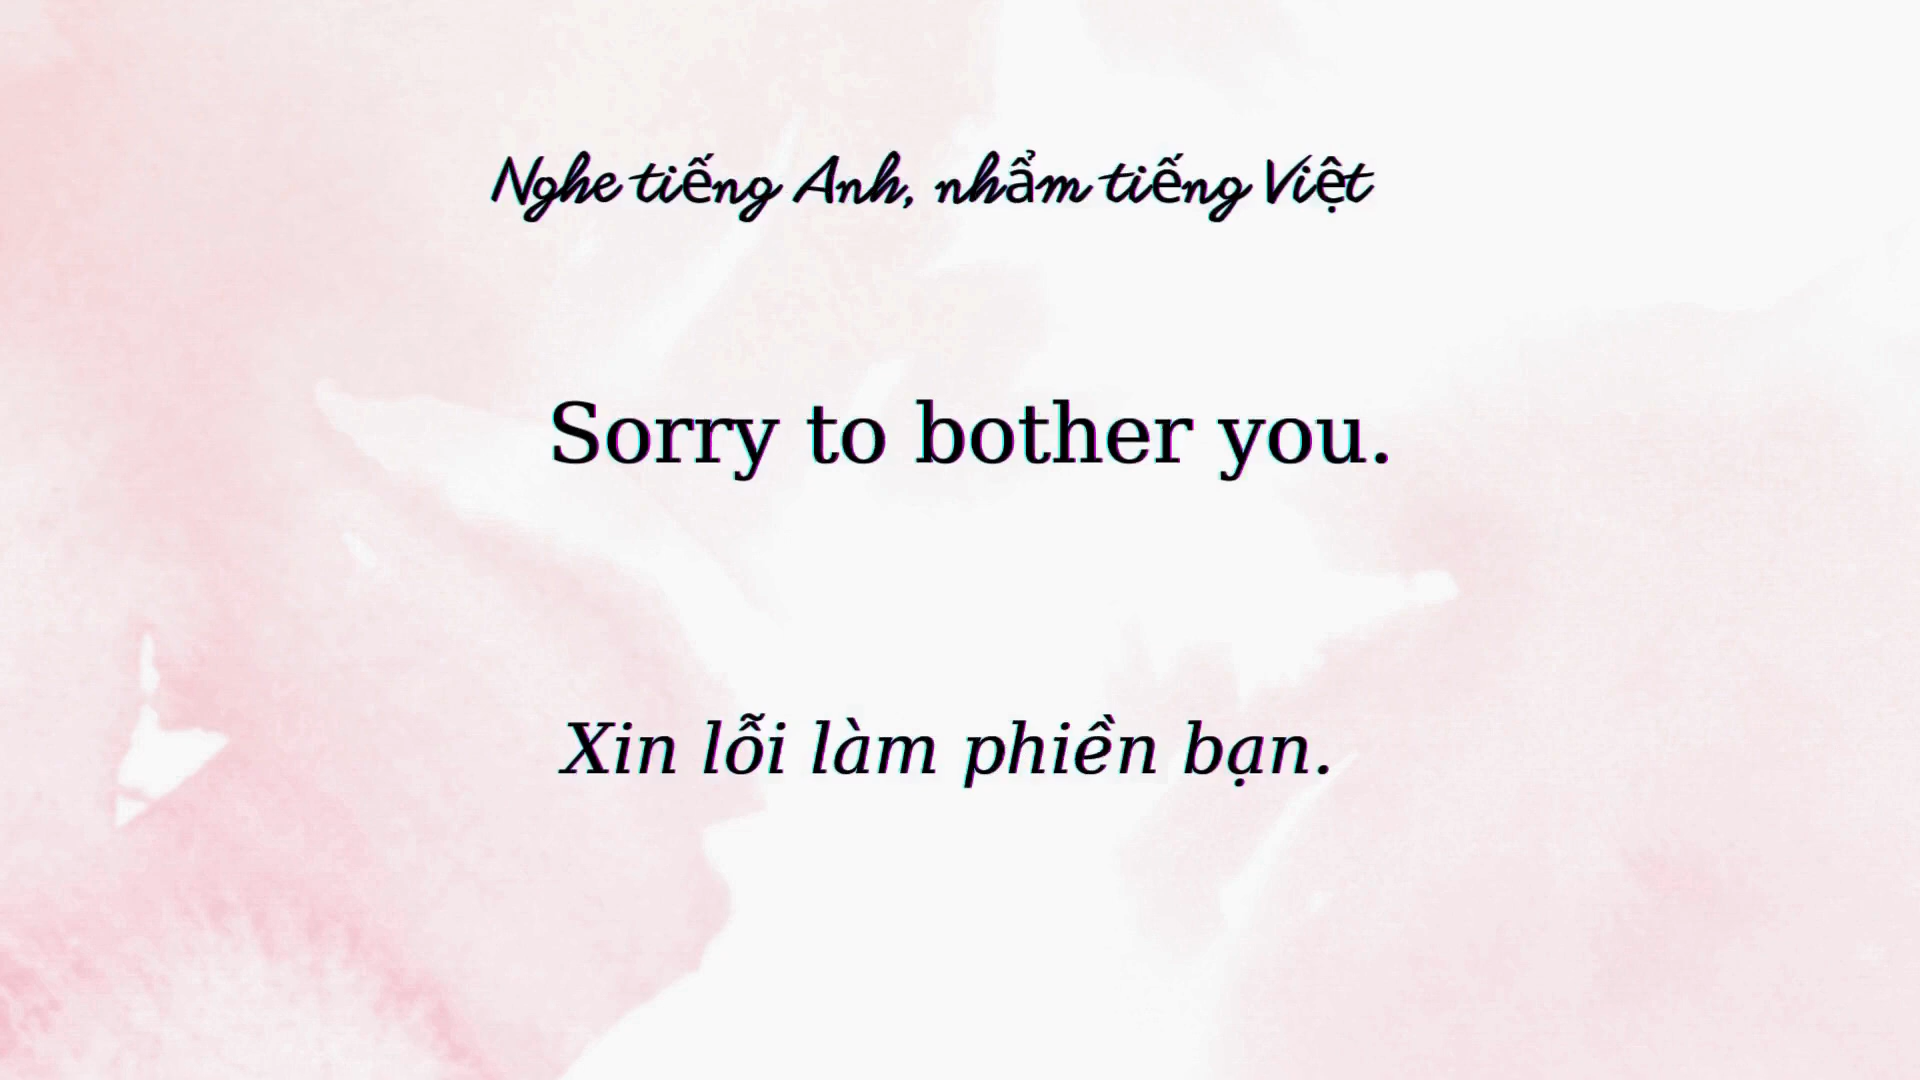 Nghe tiếng Anh, nhẩm tiếng Việt
Sorry to bother you.
Xin lỗi làm phiền bạn.